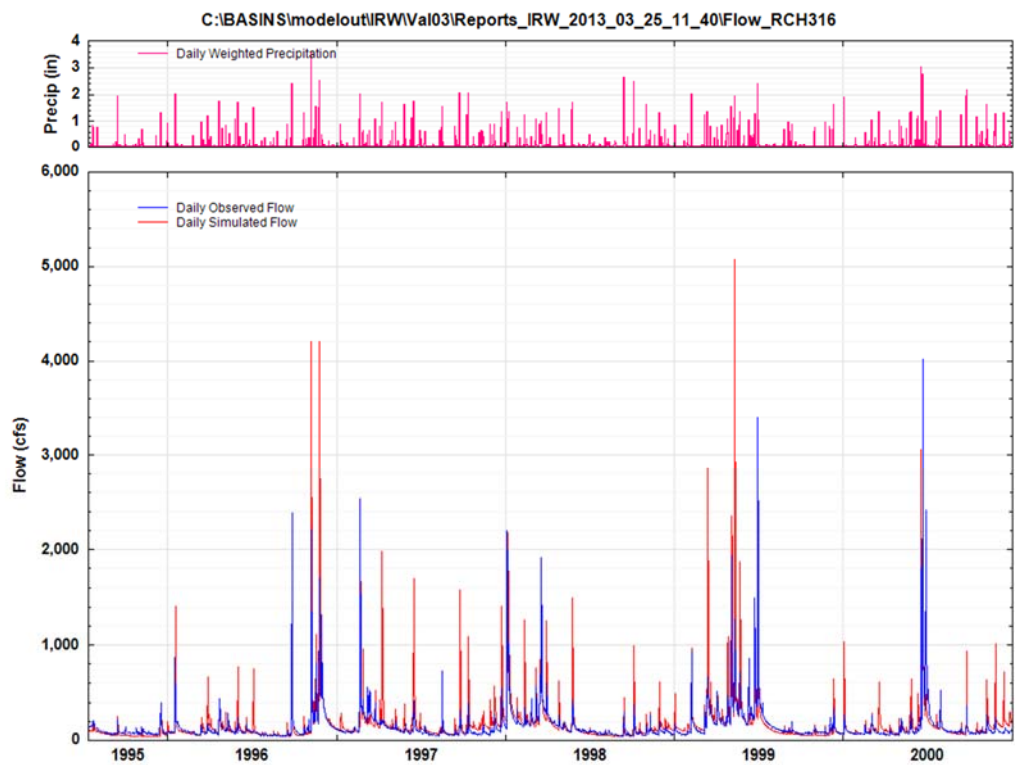 C:\BASINS\modelout\IRW\Val03\Reports_IRW_2013_03_25_11_40\Flow_RCH316
Precip (in)
4
3
2
1
0
Daily Weighted Precipitation
Flow (cfs)
6,000
5,000
4,000
3,000
2,000
1,000
0
Daily Observed Flow
Daily Simulated Flow
1995 1996 1997 1998 1999 2000